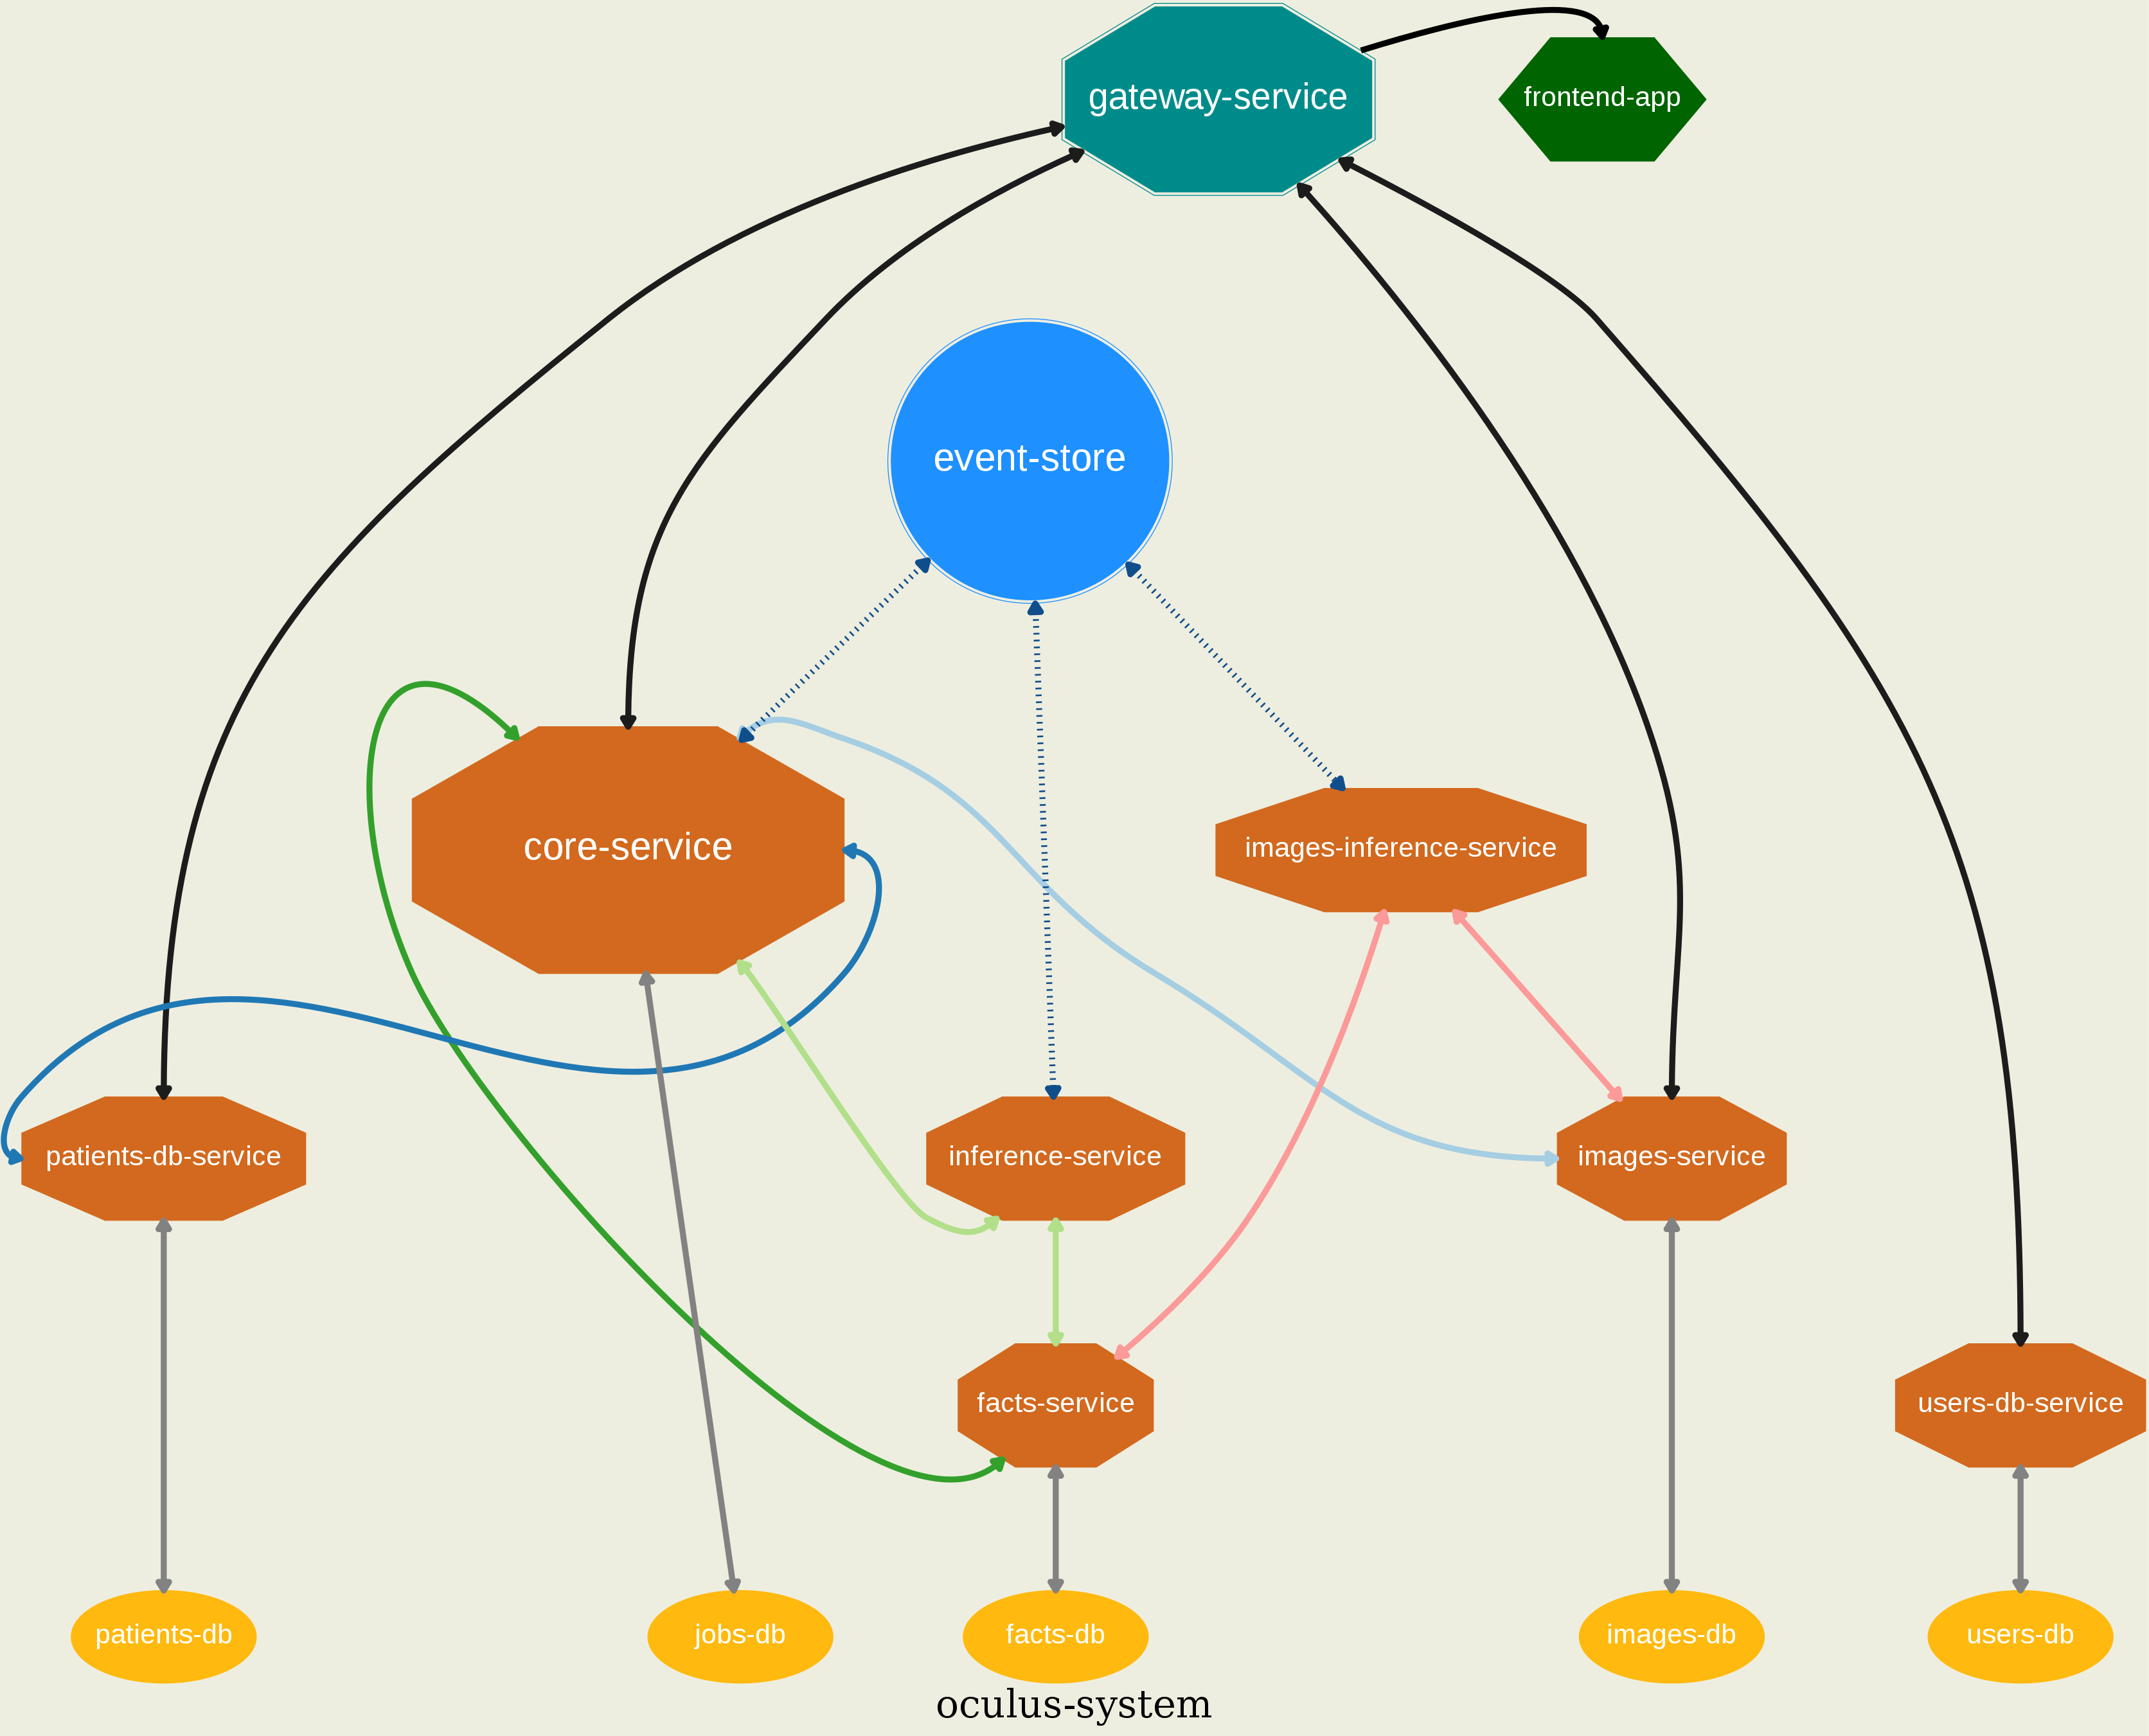 gateway-service
frontend-app
event-store
core-service
images-inference-service
patients-db-service
inference-service
images-service
facts-service
users-db-service
patients-db
jobs-db
facts-db
images-db
users-db
oculus-system